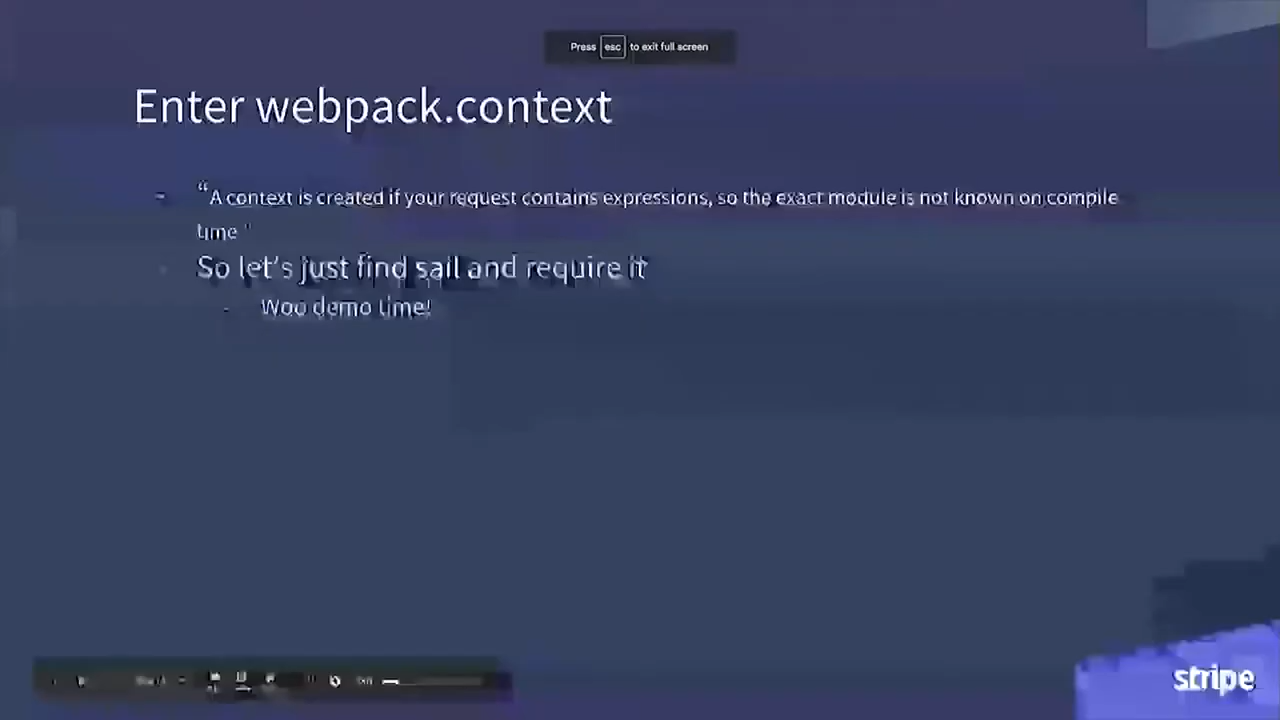 Press esc to exit full screen
Enter webpack.context
- “A context is created if your request contains expressions, so the exact module is not known on compile
time"
- So let's just find sail and require it
- Woo demo time!
stripe